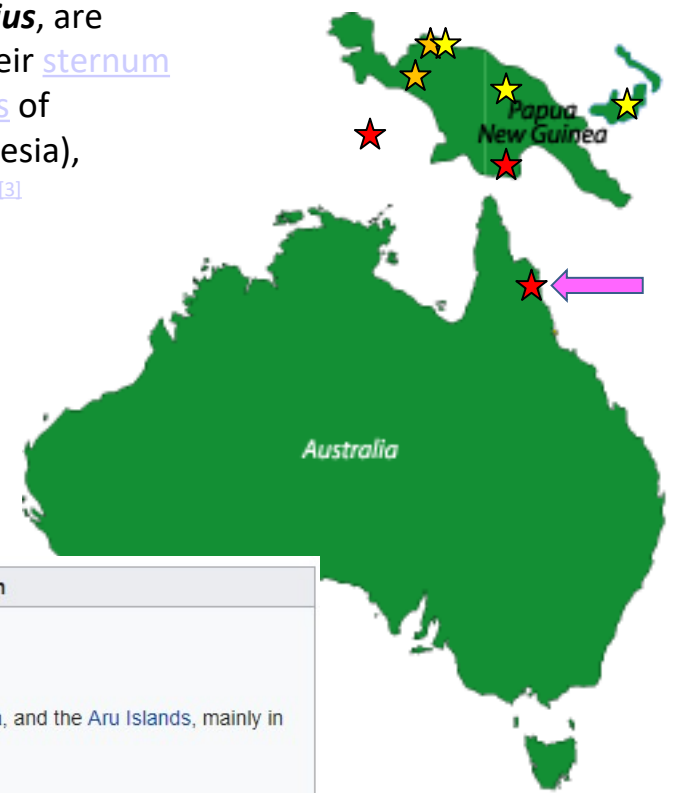 ius, are
eir sternum
s of
esia),
[3]
Papua
New Guinea
Australia
n
, and the Aru Islands, mainly in